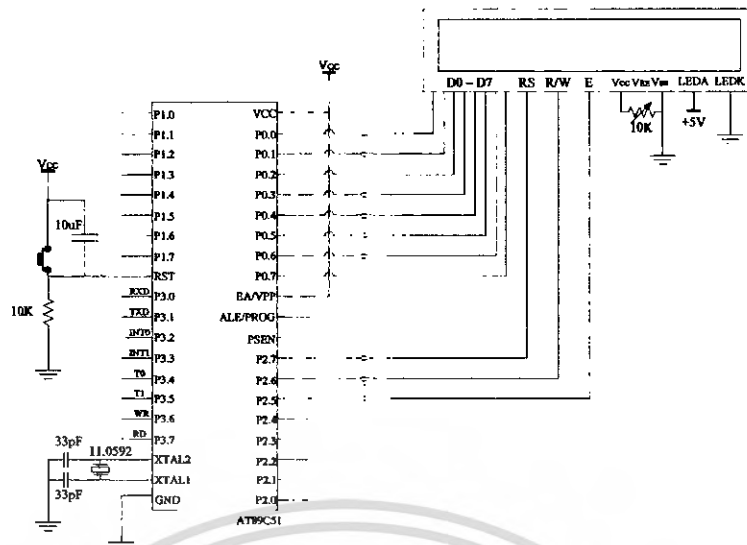 D0 - D7 RS R/W E Vcc VEE Vss LEDA LEDK
10K
+5V
Vcc
Vcc
10uF
10K
P1.0 VCC
P1.1 P0.0
P1.2 P0.1
P1.3 P0.2
P1.4 P0.3
P1.5 P0.4
P1.6 P0.5
P1.7 P0.6
RST P0.7
RXD P3.0 EA/VPP
TXD P3.1 ALE/PROG
INT0 P3.2 PSEN
INT1 P3.3 P2.7
T0 P3.4 P2.6
T1 P3.5 P2.5
WR P3.6 P2.4
RD P3.7 P2.3
33pF 11.0592 XTAL2 P2.2
33pF XTAL1 P2.1
GND P2.0
AT89C51